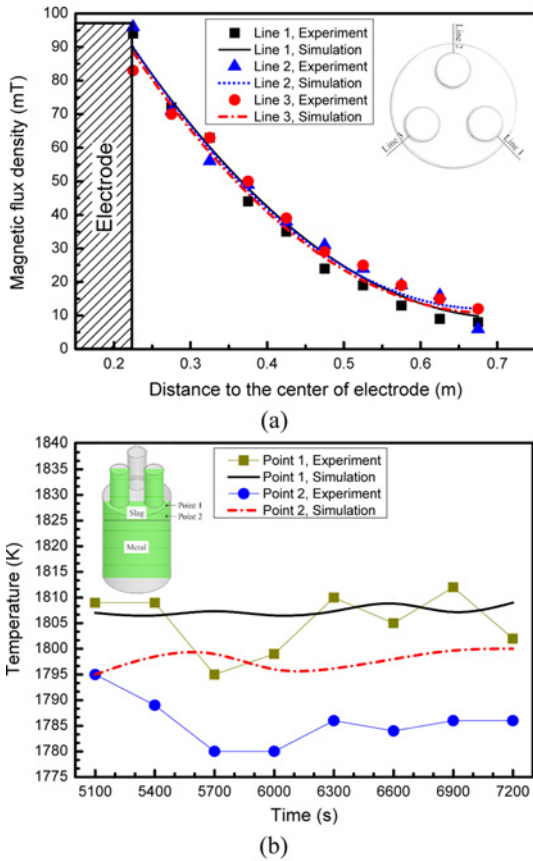 Magnetic flux density (mT)
100
90
80
70
60
50
40
30
20
10
0
Electrode
Line 1, Experiment
Line 1, Simulation
Line 2, Experiment
Line 2, Simulation
Line 3, Experiment
Line 3, Simulation
Line 2
Line 3
Line 1
0.2 0.3 0.4 0.5 0.6 0.7
Distance to the center of electrode (m)
(a)
Temperature (K)
1840
1835
1830
1825
1820
1815
1810
1805
1800
1795
1790
1785
1780
1775
Slag
Metal
Point 1
Point 2
Point 1, Experiment
Point 1, Simulation
Point 2, Experiment
Point 2, Simulation
5100 5400 5700 6000 6300 6600 6900 7200
Time (s)
(b)